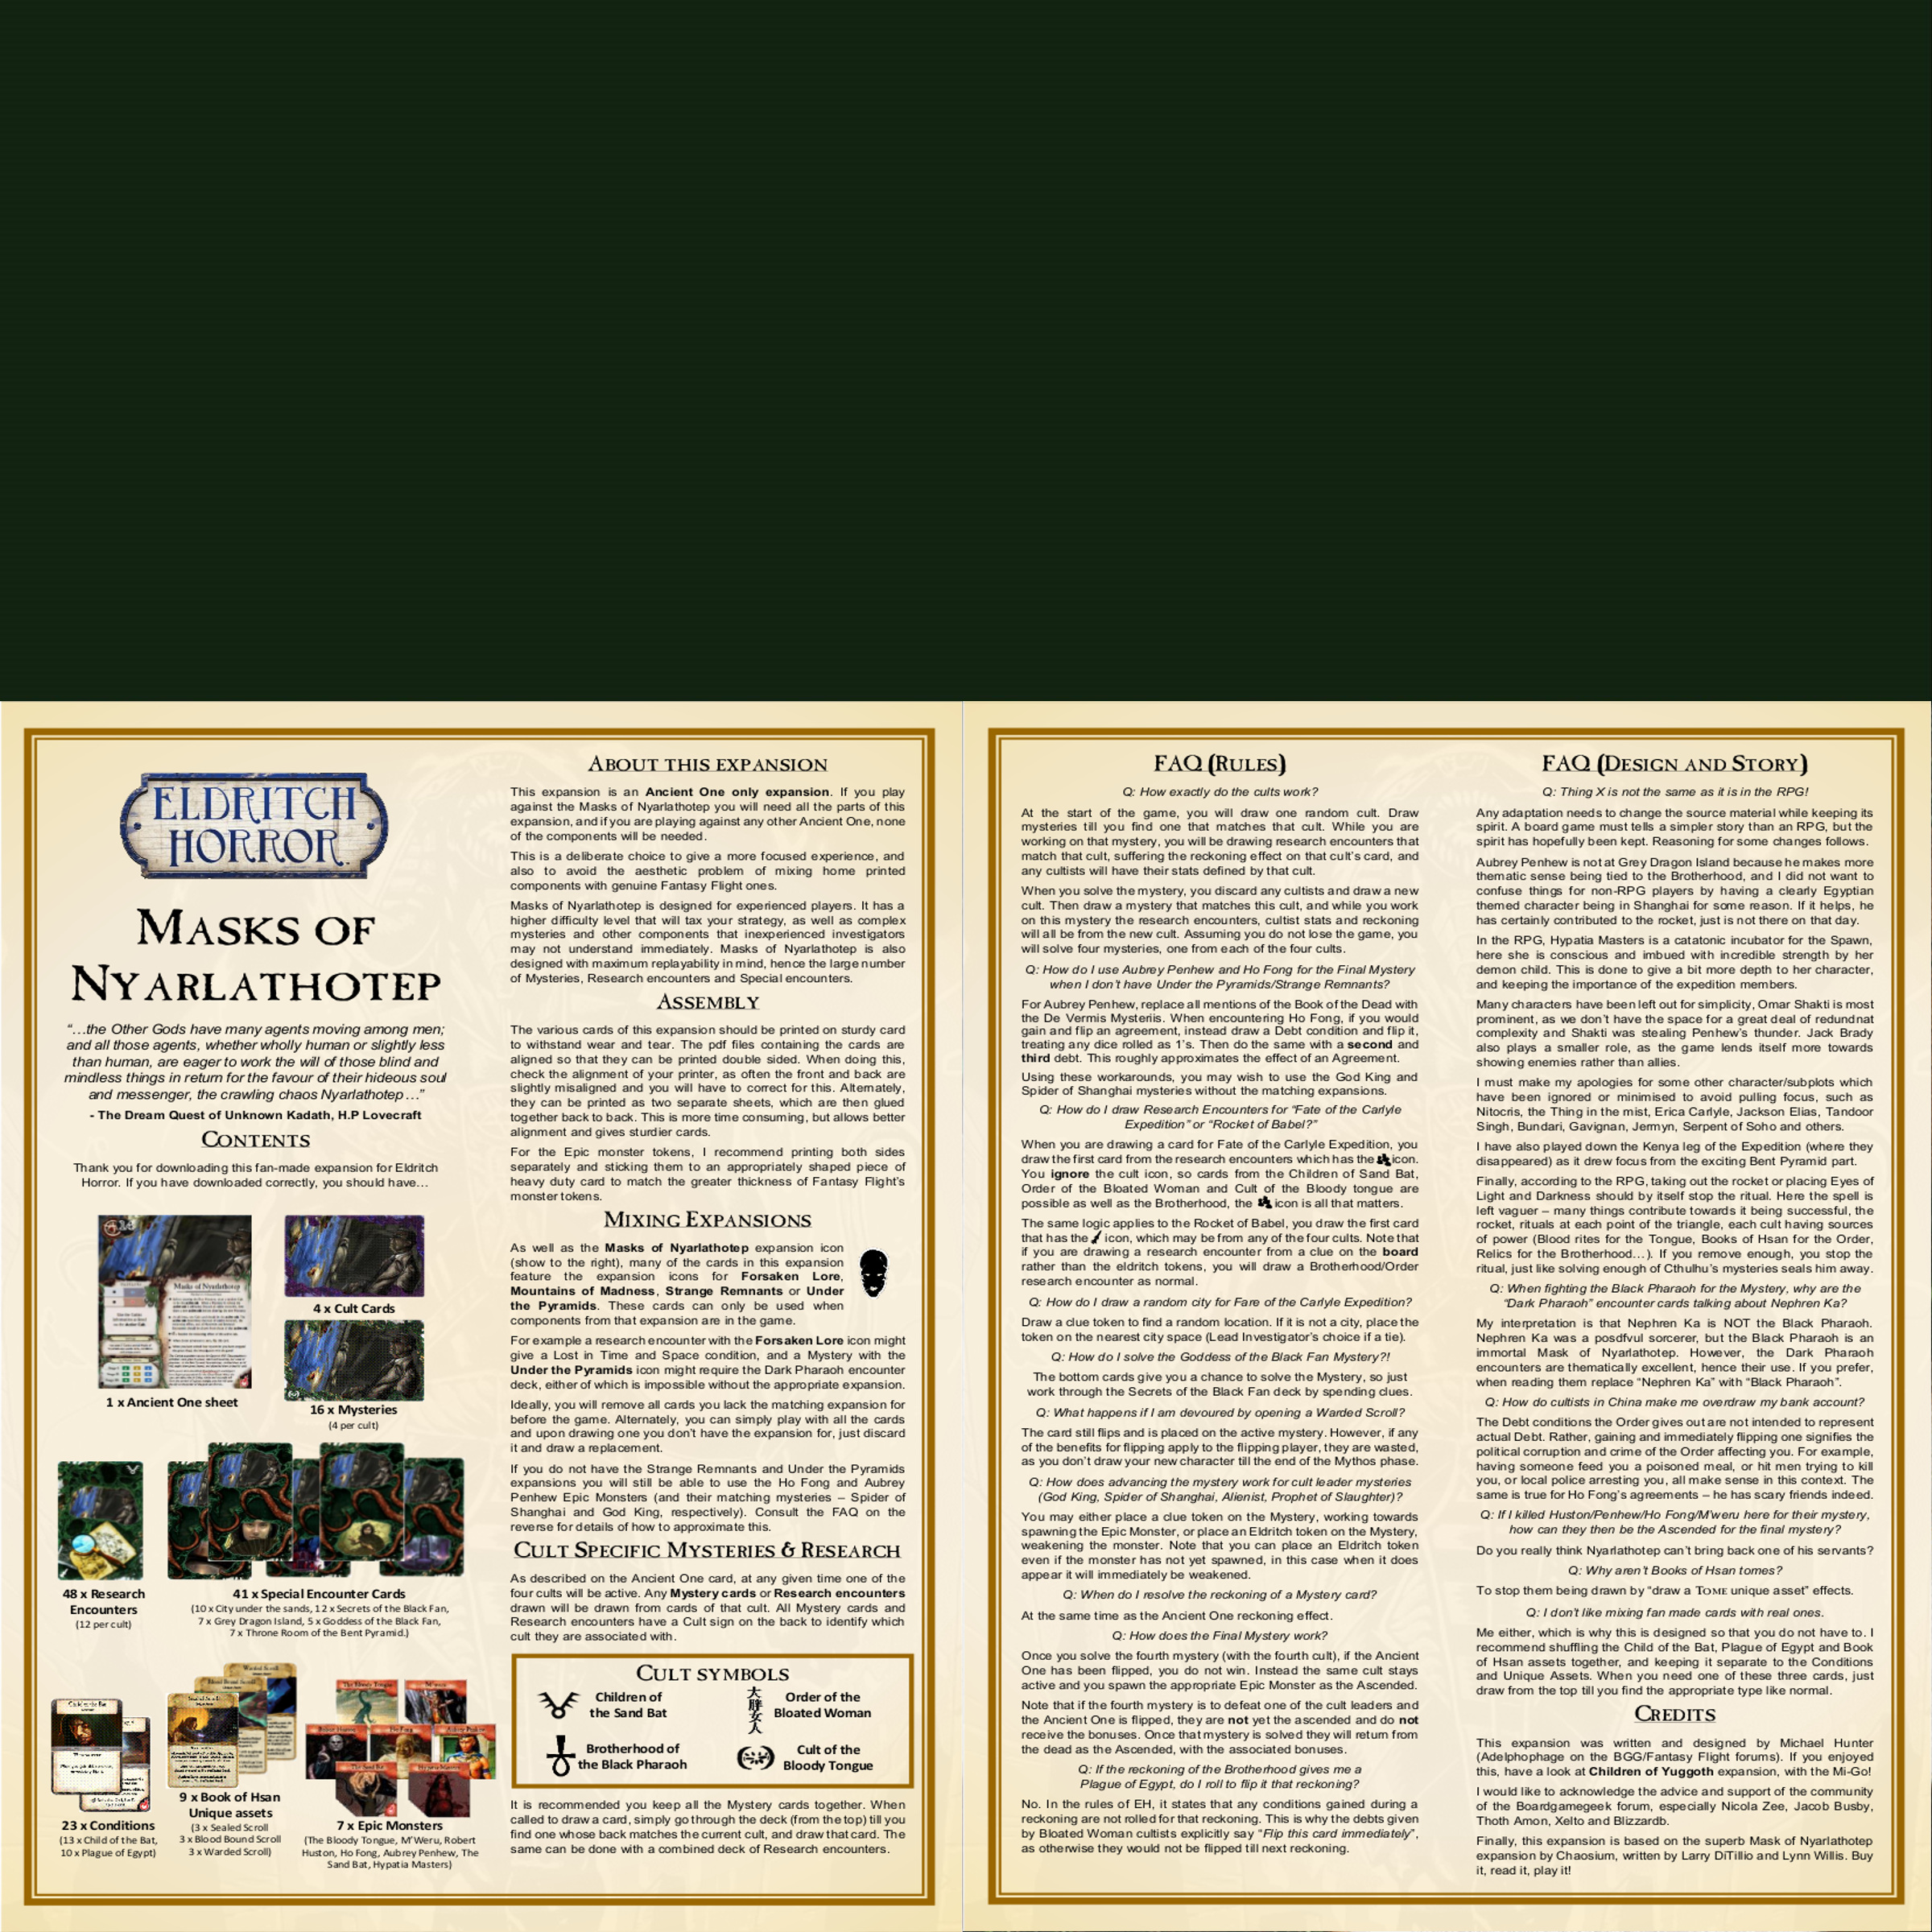 ELDRITCH
HORROR
MASKS OF
NYARLATHOTEP
“…the Other Gods have many agents moving among men;
and all those agents, whether wholly human or slightly less
than human, are eager to work the will of those blind and
mindless things in return for the favour of their hideous soul
and messenger, the crawling chaos Nyarlathotep…”
- The Dream Quest of Unknown Kadath, H.P Lovecraft
CONTENTS
Thank you for downloading this fan-made expansion for Eldritch
Horror. If you have downloaded correctly, you should have…
Masks of Nyarlathotep
1 x Ancient One sheet
4 x Cult Cards
16 x Mysteries
(4 per cult)
48 x Research
Encounters
(12 per cult)
41 x Special Encounter Cards
(10 x City under the sands, 12 x Secrets of the Black Fan,
7 x Grey Dragon Island, 5 x Goddess of the Black Fan,
7 x Throne Room of the Bent Pyramid.)
Child of the Bat
23 x Conditions
(13 x Child of the Bat,
10 x Plague of Egypt)
Warded Scroll
Blood Bound Scroll
Sealed Scroll
9 x Book of Hsan
Unique assets
(3 x Sealed Scroll
3 x Blood Bound Scroll
3 x Warded Scroll)
The Bloody Tongue
M'weru
Robert Huston
Ho Fong
Aubrey Penhew
The Sand Bat
Hypatia Masters
7 x Epic Monsters
(The Bloody Tongue, M'Weru, Robert
Huston, Ho Fong, Aubrey Penhew, The
Sand Bat, Hypatia Masters)
ABOUT THIS EXPANSION
This expansion is an Ancient One only expansion. If you play
against the Masks of Nyarlathotep you will need all the parts of this
expansion, and if you are playing against any other Ancient One, none
of the components will be needed.
This is a deliberate choice to give a more focused experience, and
also to avoid the aesthetic problem of mixing home printed
components with genuine Fantasy Flight ones.
Masks of Nyarlathotep is designed for experienced players. It has a
higher difficulty level that will tax your strategy, as well as complex
mysteries and other components that inexperienced investigators
may not understand immediately. Masks of Nyarlathotep is also
designed with maximum replayability in mind, hence the large number
of Mysteries, Research encounters and Special encounters.
ASSEMBLY
The various cards of this expansion should be printed on sturdy card
to withstand wear and tear. The pdf files containing the cards are
aligned so that they can be printed double sided. When doing this,
check the alignment of your printer, as often the front and back are
slightly misaligned and you will have to correct for this. Alternately,
they can be printed as two separate sheets, which are then glued
together back to back. This is more time consuming, but allows better
alignment and gives sturdier cards.
For the Epic monster tokens, I recommend printing both sides
separately and sticking them to an appropriately shaped piece of
heavy duty card to match the greater thickness of Fantasy Flight's
monster tokens.
MIXING EXPANSIONS
As well as the Masks of Nyarlathotep expansion icon
(show to the right), many of the cards in this expansion
feature the expansion icons for Forsaken Lore,
Mountains of Madness, Strange Remnants or Under
the Pyramids. These cards can only be used when
components from that expansion are in the game.
For example a research encounter with the Forsaken Lore icon might
give a Lost in Time and Space condition, and a Mystery with the
Under the Pyramids icon might require the Dark Pharaoh encounter
deck, either of which is impossible without the appropriate expansion.
Ideally, you will remove all cards you lack the matching expansion for
before the game. Alternately, you can simply play with all the cards
and upon drawing one you don't have the expansion for, just discard
it and draw a replacement.
If you do not have the Strange Remnants and Under the Pyramids
expansions you will still be able to use the Ho Fong and Aubrey
Penhew Epic Monsters (and their matching mysteries – Spider of
Shanghai and God King, respectively). Consult the FAQ on the
reverse for details of how to approximate this.
CULT SPECIFIC MYSTERIES & RESEARCH
As described on the Ancient One card, at any given time one of the
four cults will be active. Any Mystery cards or Research encounters
drawn will be drawn from cards of that cult. All Mystery cards and
Research encounters have a Cult sign on the back to identify which
cult they are associated with.
CULT SYMBOLS
Children of
the Sand Bat
大胖女人
Order of the
Bloated Woman
Brotherhood of
the Black Pharaoh
Cult of the
Bloody Tongue
It is recommended you keep all the Mystery cards together. When
called to draw a card, simply go through the deck (from the top) till you
find one whose back matches the current cult, and draw that card. The
same can be done with a combined deck of Research encounters.
FAQ (RULES)
Q: How exactly do the cults work?
At the start of the game, you will draw one random cult. Draw
mysteries till you find one that matches that cult. While you are
working on that mystery, you will be drawing research encounters that
match that cult, suffering the reckoning effect on that cult's card, and
any cultists will have their stats defined by that cult.
When you solve the mystery, you discard any cultists and draw a new
cult. Then draw a mystery that matches this cult, and while you work
on this mystery the research encounters, cultist stats and reckoning
will all be from the new cult. Assuming you do not lose the game, you
will solve four mysteries, one from each of the four cults.
Q: How do I use Aubrey Penhew and Ho Fong for the Final Mystery
when I don't have Under the Pyramids/Strange Remnants?
For Aubrey Penhew, replace all mentions of the Book of the Dead with
the De Vermis Mysteriis. When encountering Ho Fong, if you would
gain and flip an agreement, instead draw a Debt condition and flip it,
treating any dice rolled as 1's. Then do the same with a second and
third debt. This roughly approximates the effect of an Agreement.
Using these workarounds, you may wish to use the God King and
Spider of Shanghai mysteries without the matching expansions.
Q: How do I draw Research Encounters for “Fate of the Carlyle
Expedition” or “Rocket of Babel?”
When you are drawing a card for Fate of the Carlyle Expedition, you
draw the first card from the research encounters which has the icon.
You ignore the cult icon, so cards from the Children of Sand Bat,
Order of the Bloated Woman and Cult of the Bloody tongue are
possible as well as the Brotherhood, the icon is all that matters.
The same logic applies to the Rocket of Babel, you draw the first card
that has the icon, which may be from any of the four cults. Note that
if you are drawing a research encounter from a clue on the board
rather than the eldritch tokens, you will draw a Brotherhood/Order
research encounter as normal.
Q: How do I draw a random city for Fare of the Carlyle Expedition?
Draw a clue token to find a random location. If it is not a city, place the
token on the nearest city space (Lead Investigator's choice if a tie).
Q: How do I solve the Goddess of the Black Fan Mystery?!
The bottom cards give you a chance to solve the Mystery, so just
work through the Secrets of the Black Fan deck by spending clues.
Q: What happens if I am devoured by opening a Warded Scroll?
The card still flips and is placed on the active mystery. However, if any
of the benefits for flipping apply to the flipping player, they are wasted,
as you don't draw your new character till the end of the Mythos phase.
Q: How does advancing the mystery work for cult leader mysteries
(God King, Spider of Shanghai, Alienist, Prophet of Slaughter)?
You may either place a clue token on the Mystery, working towards
spawning the Epic Monster, or place an Eldritch token on the Mystery,
weakening the monster. Note that you can place an Eldritch token
even if the monster has not yet spawned, in this case when it does
appear it will immediately be weakened.
Q: When do I resolve the reckoning of a Mystery card?
At the same time as the Ancient One reckoning effect.
Q: How does the Final Mystery work?
Once you solve the fourth mystery (with the fourth cult), if the Ancient
One has been flipped, you do not win. Instead the same cult stays
active and you spawn the appropriate Epic Monster as the Ascended.
Note that if the fourth mystery is to defeat one of the cult leaders and
the Ancient One is flipped, they are not yet the ascended and do not
receive the bonuses. Once that mystery is solved they will return from
the dead as the Ascended, with the associated bonuses.
Q: If the reckoning of the Brotherhood gives me a
Plague of Egypt, do I roll to flip it that reckoning?
No. In the rules of EH, it states that any conditions gained during a
reckoning are not rolled for that reckoning. This is why the debts given
by Bloated Woman cultists explicitly say “Flip this card immediately”,
as otherwise they would not be flipped till next reckoning.
FAQ (DESIGN AND STORY)
Q: Thing X is not the same as it is in the RPG!
Any adaptation needs to change the source material while keeping its
spirit. A board game must tells a simpler story than an RPG, but the
spirit has hopefully been kept. Reasoning for some changes follows.
Aubrey Penhew is not at Grey Dragon Island because he makes more
thematic sense being tied to the Brotherhood, and I did not want to
confuse things for non-RPG players by having a clearly Egyptian
themed character being in Shanghai for some reason. If it helps, he
has certainly contributed to the rocket, just is not there on that day.
In the RPG, Hypatia Masters is a catatonic incubator for the Spawn,
here she is conscious and imbued with incredible strength by her
demon child. This is done to give a bit more depth to her character,
and keeping the importance of the expedition members.
Many characters have been left out for simplicity, Omar Shakti is most
prominent, as we don't have the space for a great deal of redundnat
complexity and Shakti was stealing Penhew's thunder. Jack Brady
also plays a smaller role, as the game lends itself more towards
showing enemies rather than allies.
I must make my apologies for some other character/subplots which
have been ignored or minimised to avoid pulling focus, such as
Nitocris, the Thing in the mist, Erica Carlyle, Jackson Elias, Tandoor
Singh, Bundari, Gavignan, Jermyn, Serpent of Soho and others.
I have also played down the Kenya leg of the Expedition (where they
disappeared) as it drew focus from the exciting Bent Pyramid part.
Finally, according to the RPG, taking out the rocket or placing Eyes of
Light and Darkness should by itself stop the ritual. Here the spell is
left vaguer – many things contribute towards it being successful, the
rocket, rituals at each point of the triangle, each cult having sources
of power (Blood rites for the Tongue, Books of Hsan for the Order,
Relics for the Brotherhood…). If you remove enough, you stop the
ritual, just like solving enough of Cthulhu's mysteries seals him away.
Q: When fighting the Black Pharaoh for the Mystery, why are the
“Dark Pharaoh” encounter cards talking about Nephren Ka?
My interpretation is that Nephren Ka is NOT the Black Pharaoh.
Nephren Ka was a posdfvul sorcerer, but the Black Pharaoh is an
immortal Mask of Nyarlathotep. However, the Dark Pharaoh
encounters are thematically excellent, hence their use. If you prefer,
when reading them replace “Nephren Ka” with “Black Pharaoh”.
Q: How do cultists in China make me overdraw my bank account?
The Debt conditions the Order gives out are not intended to represent
actual Debt. Rather, gaining and immediately flipping one signifies the
political corruption and crime of the Order affecting you. For example,
having someone feed you a poisoned meal, or hit men trying to kill
you, or local police arresting you, all make sense in this context. The
same is true for Ho Fong's agreements – he has scary friends indeed.
Q: If I killed Huston/Penhew/Ho Fong/M'weru here for their mystery,
how can they then be the Ascended for the final mystery?
Do you really think Nyarlathotep can't bring back one of his servants?
Q: Why aren't Books of Hsan tomes?
To stop them being drawn by “draw a TOME unique asset” effects.
Q: I don't like mixing fan made cards with real ones.
Me either, which is why this is designed so that you do not have to. I
recommend shuffling the Child of the Bat, Plague of Egypt and Book
of Hsan assets together, and keeping it separate to the Conditions
and Unique Assets. When you need one of these three cards, just
draw from the top till you find the appropriate type like normal.
CREDITS
This expansion was written and designed by Michael Hunter
(Adelphophage on the BGG/Fantasy Flight forums). If you enjoyed
this, have a look at Children of Yuggoth expansion, with the Mi-Go!
I would like to acknowledge the advice and support of the community
of the Boardgamegeek forum, especially Nicola Zee, Jacob Busby,
Thoth Amon, Xelto and Blizzardb.
Finally, this expansion is based on the superb Mask of Nyarlathotep
expansion by Chaosium, written by Larry DiTillio and Lynn Willis. Buy
it, read it, play it!